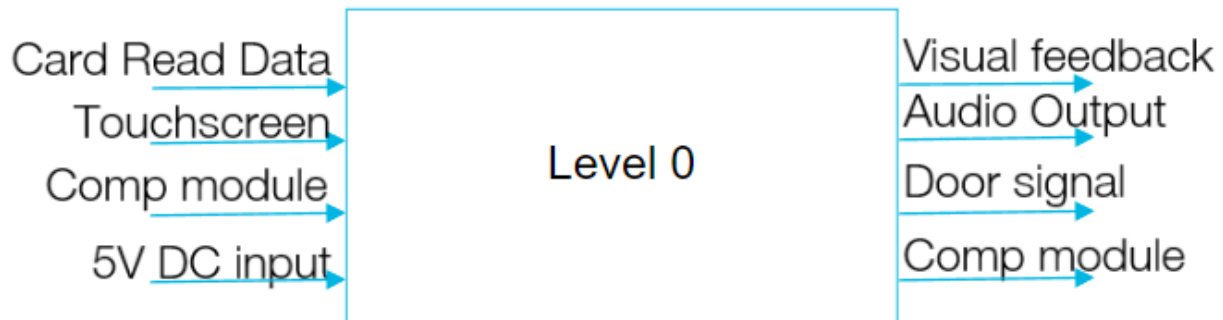 Card Read Data
Touchscreen
Comp module
5V DC input
Level 0
Visual feedback
Audio Output
Door signal
Comp module